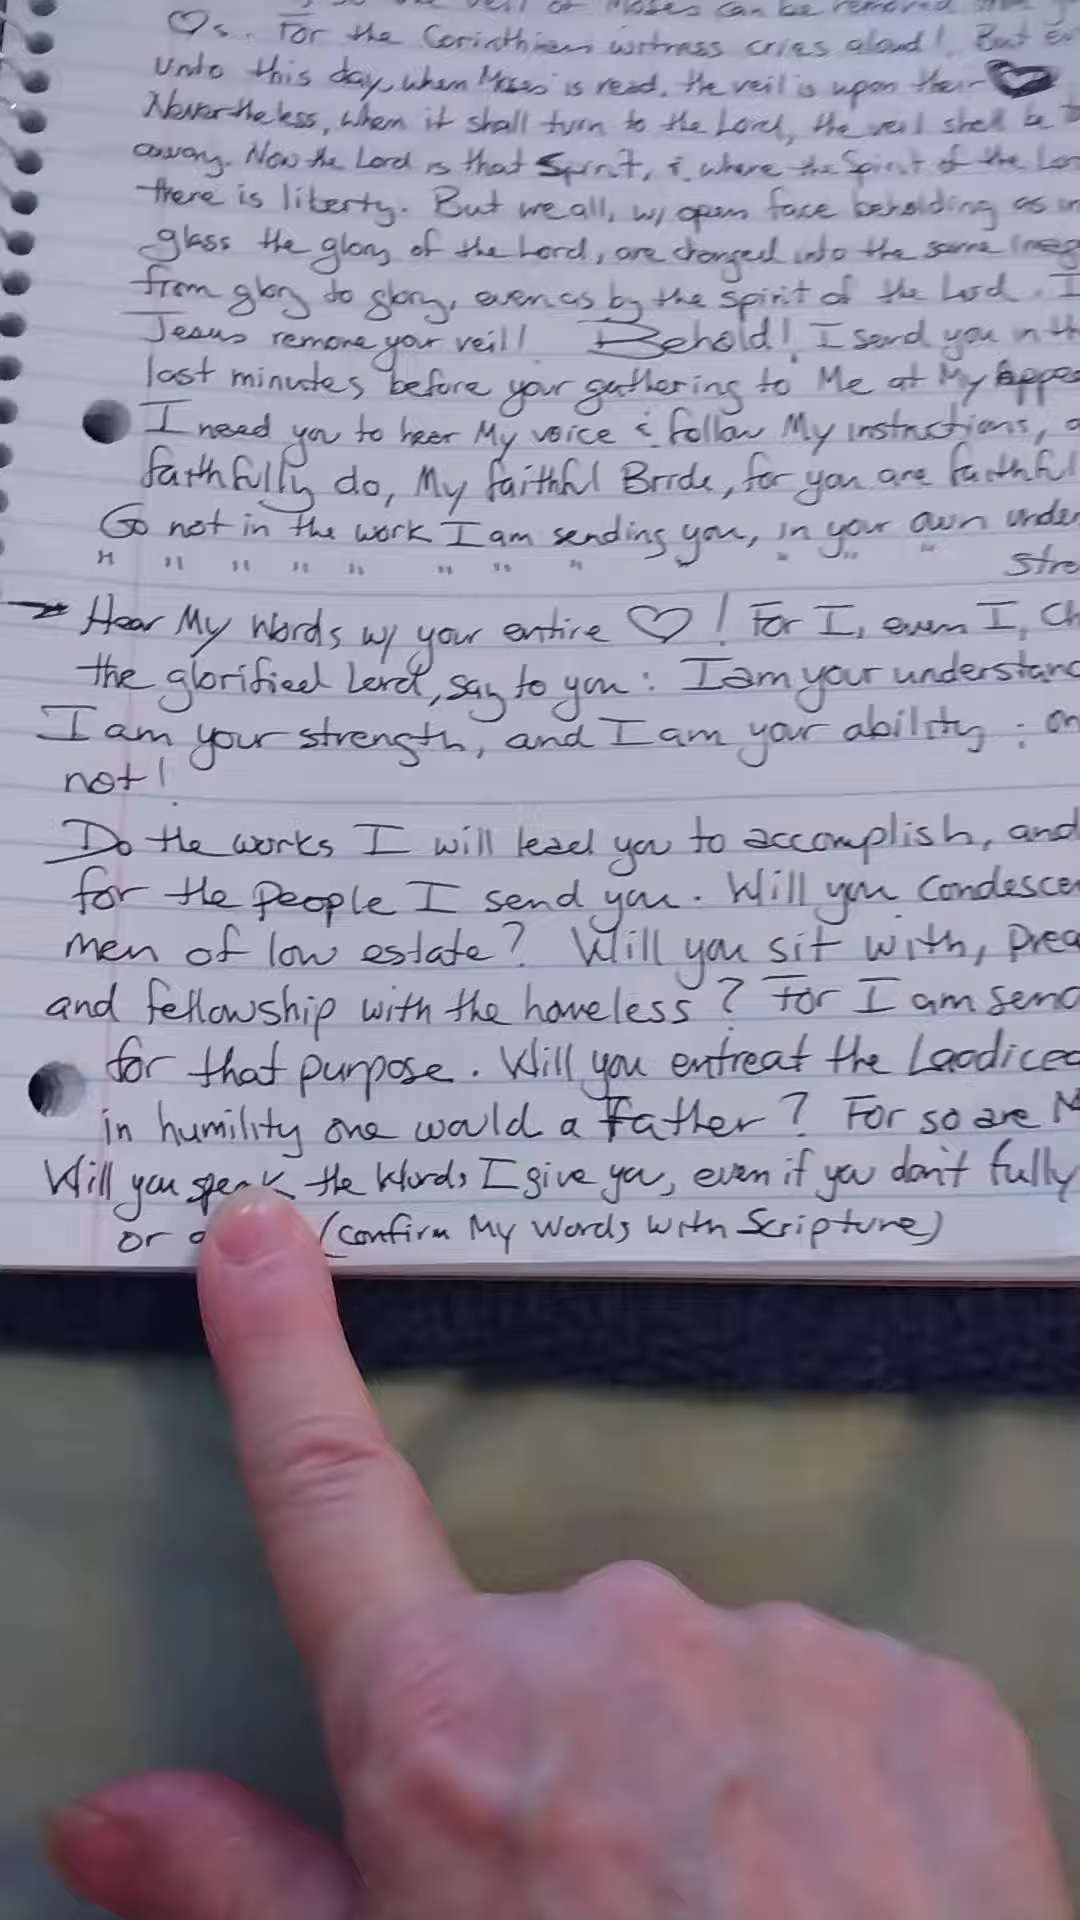 veil of Moses can be removed
♡s. For the Corinthians witness cries aloud! But
unto this day, when Moses is read, the veil is upon their ♡
Nevertheless, when it shall turn to the Lord, the veil shall be
away. Now the Lord is that Spirit, & where the Spirit of the
there is liberty. But we all, w/ open face beholding as in
glass the glory of the Lord, are changed into the same
from glory to glory, even as by the spirit of the Lord.
Jesus remove your veil! Behold! I send you in
last minutes before your gathering to Me at My
I need you to hear My voice & follow My instructions,
faithfully do, My faithful Bride, for you are faithful
Go not in the work I am sending you, in your own
" " " " " " " " " " "
→ Hear My Words w/ your entire ♡! For I, even I,
the glorified Lord, say to you: I am your
I am your strength, and I am your ability;
not!
Do the works I will lead you to accomplish, and
for the people I send you. Will you
men of low estate? Will you sit with,
and fellowship with the homeless? For I am
for that purpose. Will you entreat the
in humility one would a Father? For so are
Will you speak the Words I give you, even if you don't fully
or (Confirm My Words with Scripture)